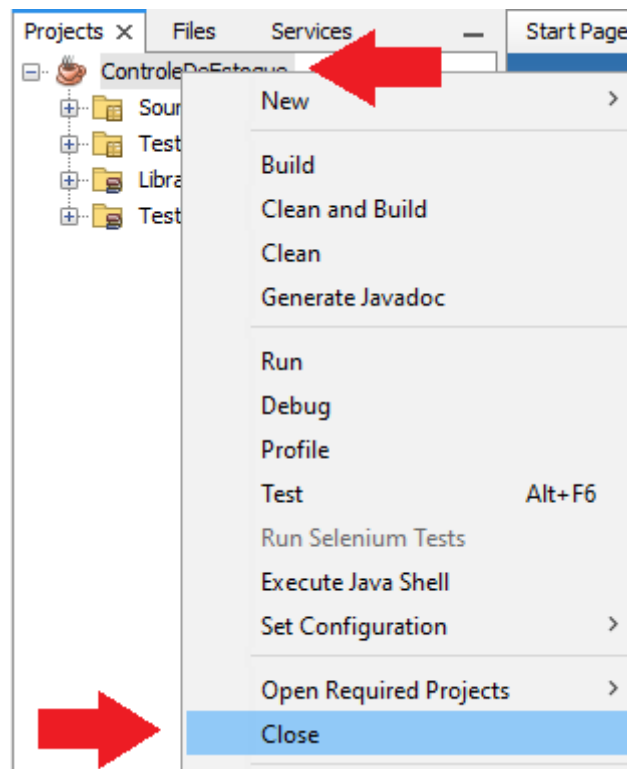 Projects Files Services Start Page
ControleDeEstoque
New
Build
Clean and Build
Clean
Generate Javadoc
Run
Debug
Profile
Test Alt+F6
Run Selenium Tests
Execute Java Shell
Set Configuration
Open Required Projects
Close